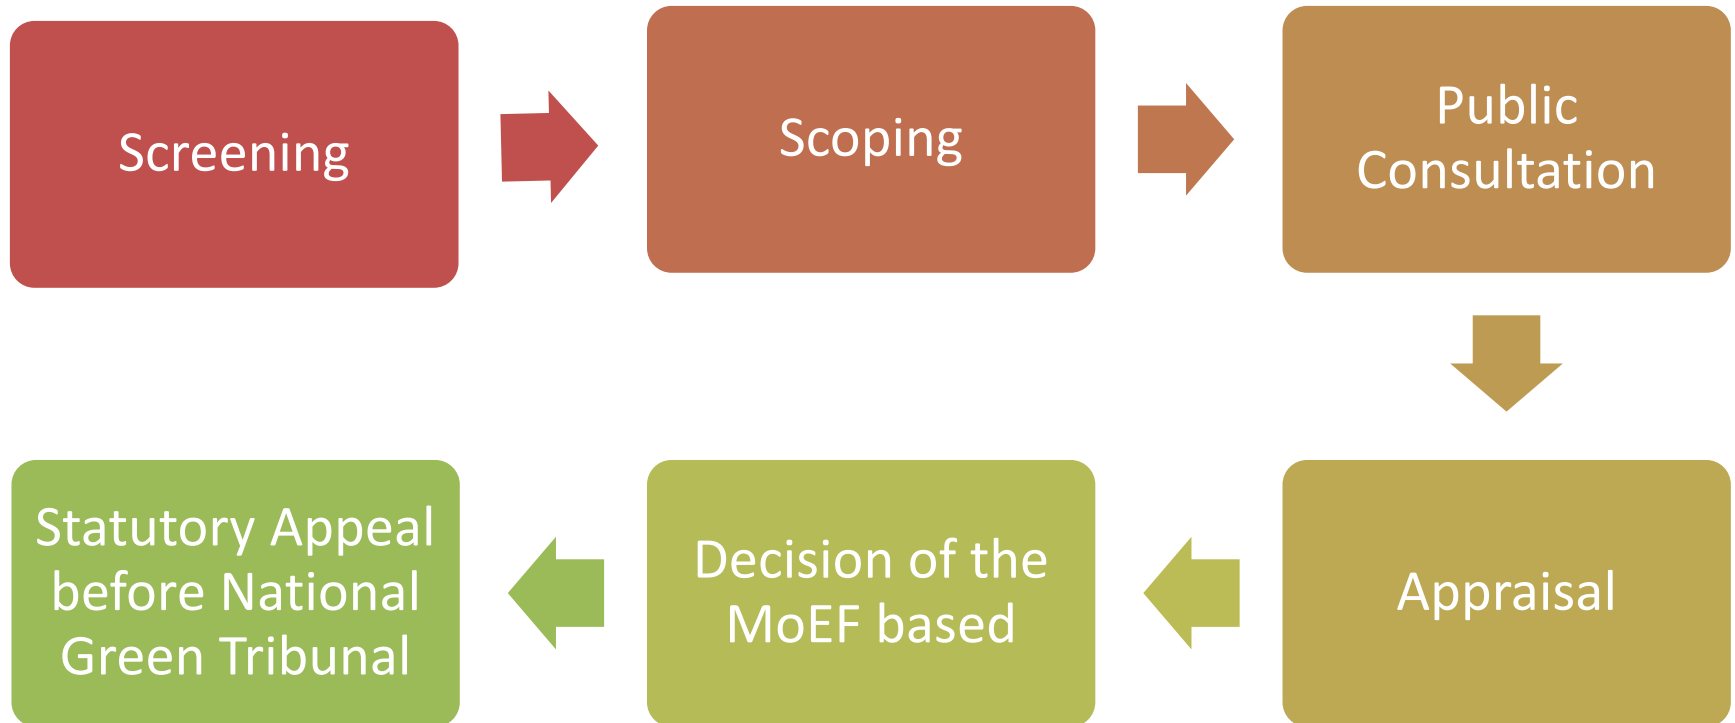 Screening
Scoping
Public
Consultation
Appraisal
Decision of the
MoEF based
Statutory Appeal
before National
Green Tribunal